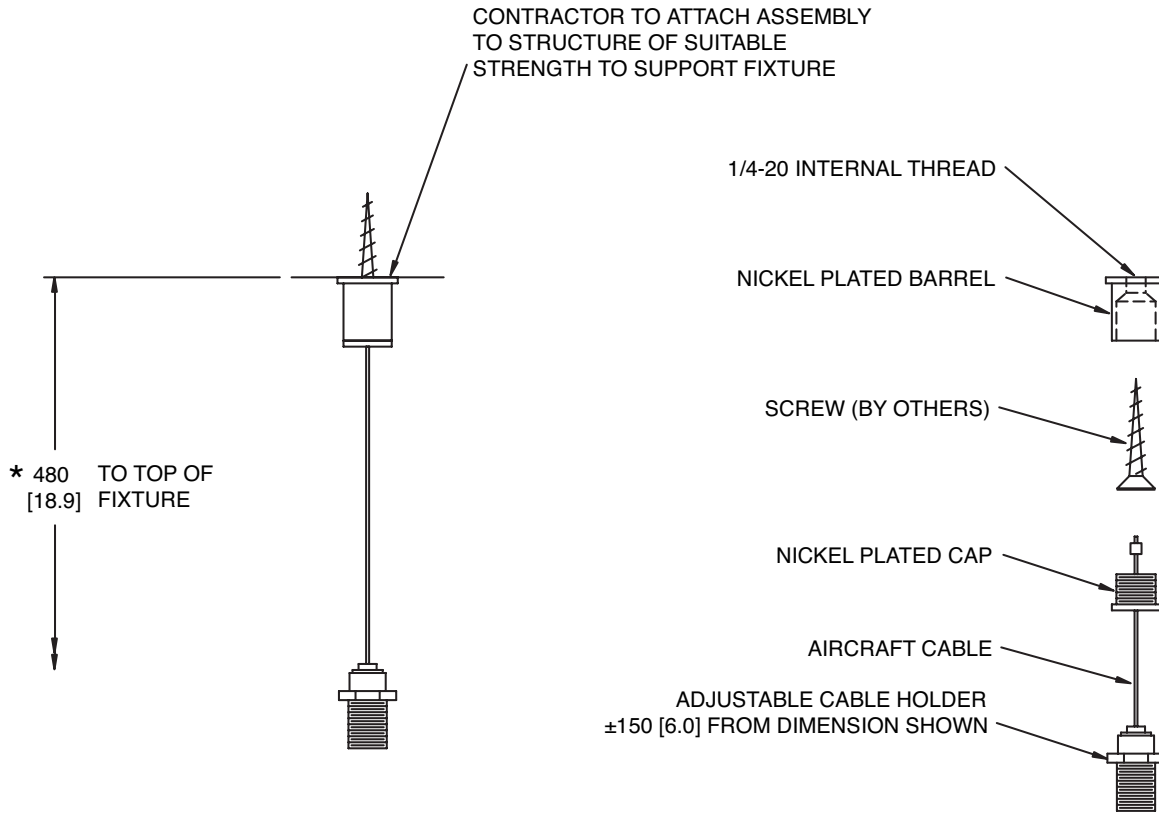 CONTRACTOR TO ATTACH ASSEMBLY
TO STRUCTURE OF SUITABLE
STRENGTH TO SUPPORT FIXTURE
1/4-20 INTERNAL THREAD
NICKEL PLATED BARREL
SCREW (BY OTHERS)
* 480 TO TOP OF
[18.9] FIXTURE
NICKEL PLATED CAP
AIRCRAFT CABLE
ADJUSTABLE CABLE HOLDER
±150 [6.0] FROM DIMENSION SHOWN